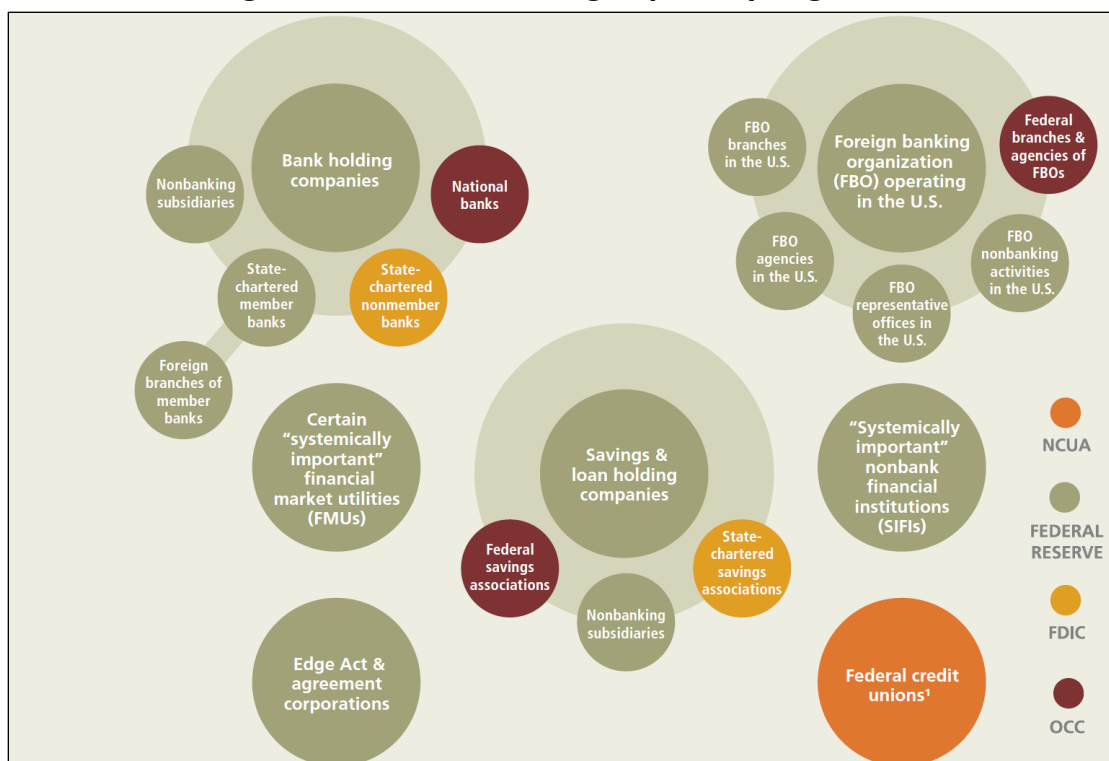 Bank holding
companies
Nonbanking
subsidiaries
National
banks
State-
chartered
member
banks
State-
chartered
nonmember
banks
Foreign
branches of
member
banks
FBO
branches
in the U.S.
Foreign banking
organization
(FBO) operating
in the U.S.
Federal
branches &
agencies of
FBOs
FBO
agencies in
the U.S.
FBO
representative
offices in
the U.S.
FBO
nonbanking
activities
in the U.S.
Certain
“systemically
important”
financial
market utilities
(FMUs)
Savings &
loan holding
companies
Federal
savings
associations
Nonbanking
subsidiaries
State-
chartered
savings
associations
“Systemically
important”
nonbank
financial
institutions
(SIFIs)
Edge Act &
agreement
corporations
Federal credit
unions¹
NCUA
FEDERAL
RESERVE
FDIC
OCC